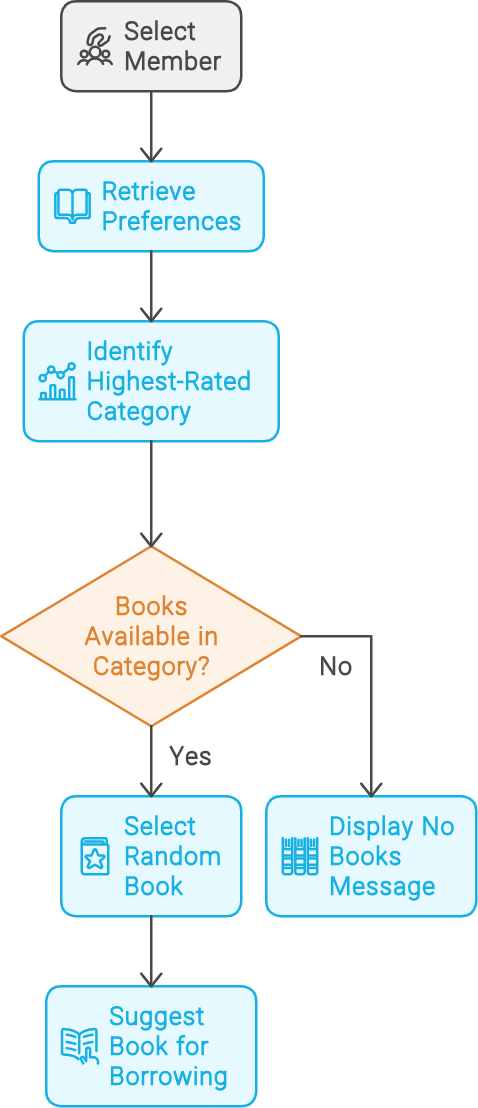 Select
Member
Retrieve
Preferences
Identify
Highest-Rated
Category
Books
Available in
Category?
No
Yes
Select
Random
Book
Display No
Books
Message
Suggest
Book for
Borrowing